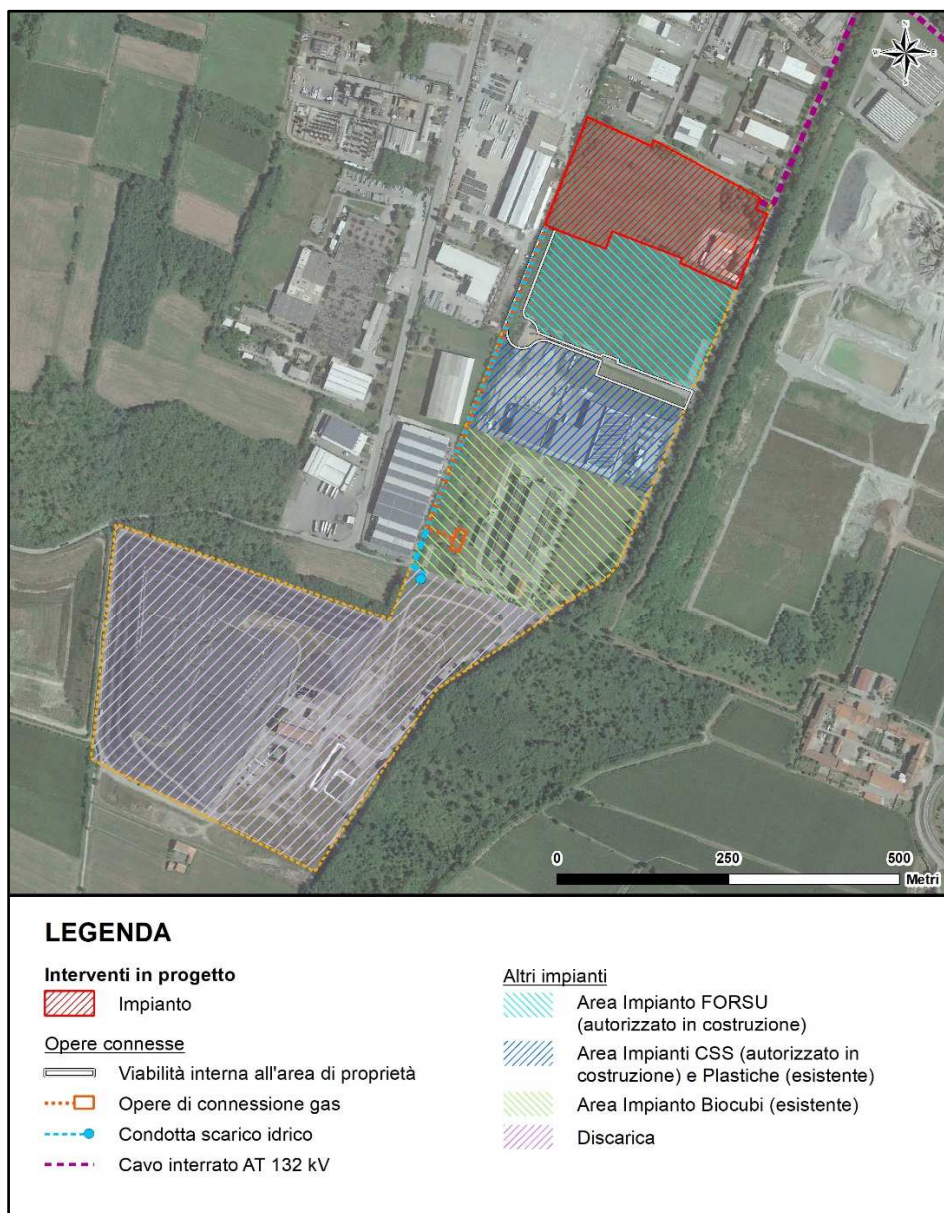 N
W
E
S
0
250
500
Metri
LEGENDA
Interventi in progetto
Impianto
Opere connesse
Viabilità interna all'area di proprietà
Opere di connessione gas
Condotta scarico idrico
Cavo interrato AT 132 kV
Altri impianti
Area Impianto FORSU
(autorizzato in costruzione)
Area Impianti CSS (autorizzato in
costruzione) e Plastiche (esistente)
Area Impianto Biocubi (esistente)
Discarica